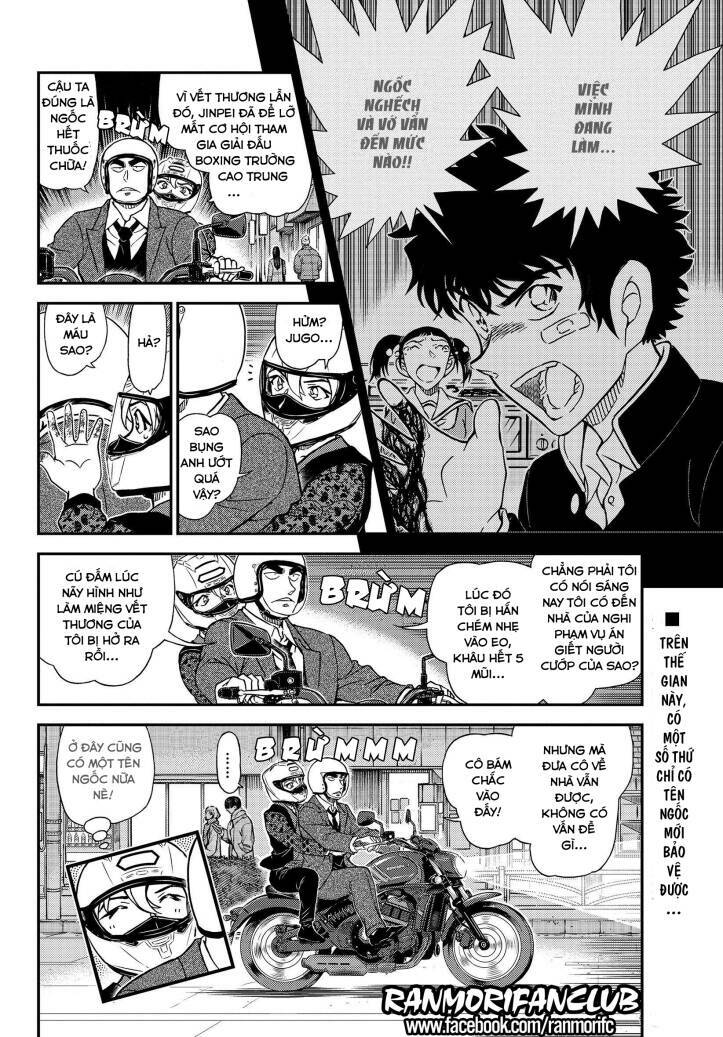 VIỆC
MÌNH
ĐANG
LÀM...
NGỐC
NGHẾCH
VÀ VỚ VẨN
ĐẾN MỨC
NÀO!!
VÌ VẾT THƯƠNG LẦN
ĐÓ, JINPEI ĐÃ ĐỂ LỠ
MẤT CƠ HỘI THAM
GIA GIẢI ĐẤU
BOXING TRƯỞNG
CAO TRUNG
...
BRỪM
CẬU TA
ĐÚNG LÀ
NGỐC
HẾT
THUỐC
CHỮA!
HỬM?
JUGO...
SAO
BỤNG
ANH ƯỚT
QUÁ
VẬY?
HẢ?
ĐÂY LÀ
MÁU
SAO?
CHẲNG PHẢI TÔI
CÓ NÓI SÁNG
NAY TÔI CÓ ĐẾN
NHÀ CỦA NGHI
PHẠM VỤ ÁN
GIẾT NGƯỜI
CƯỚP CỦA SAO?
LÚC ĐÓ
TÔI BỊ HẮN
CHÉM NHẸ
VÀO EO,
KHÂU HẾT 5
MŨI...
BRỪM
CÚ ĐẤM LÚC
NÃY HÌNH NHƯ
LÀM MIỆNG VẾT
THƯƠNG CỦA
TÔI BỊ HỞ RA
RỒI...
NHƯNG MÀ
ĐƯA CÔ VỀ
NHÀ VẪN
ĐƯỢC,
KHÔNG CÓ
VẤN ĐỀ
GÌ...
CÔ BÁM
CHẮC
VÀO
ĐẤY!
BRỪMMM
......
Ở ĐÂY CŨNG
CÓ MỘT TÊN
NGỐC NỮA
NÈ!
■ TRÊN
THẾ
GIAN
NÀY,
CÓ
MỘT
SỐ THỨ
CHỈ CÓ
TÊN
NGỐC
MỚI
BẢO
VỆ
ĐƯỢC
...
RANMORIFANCLUB
www.facebook.com/ranmorifc